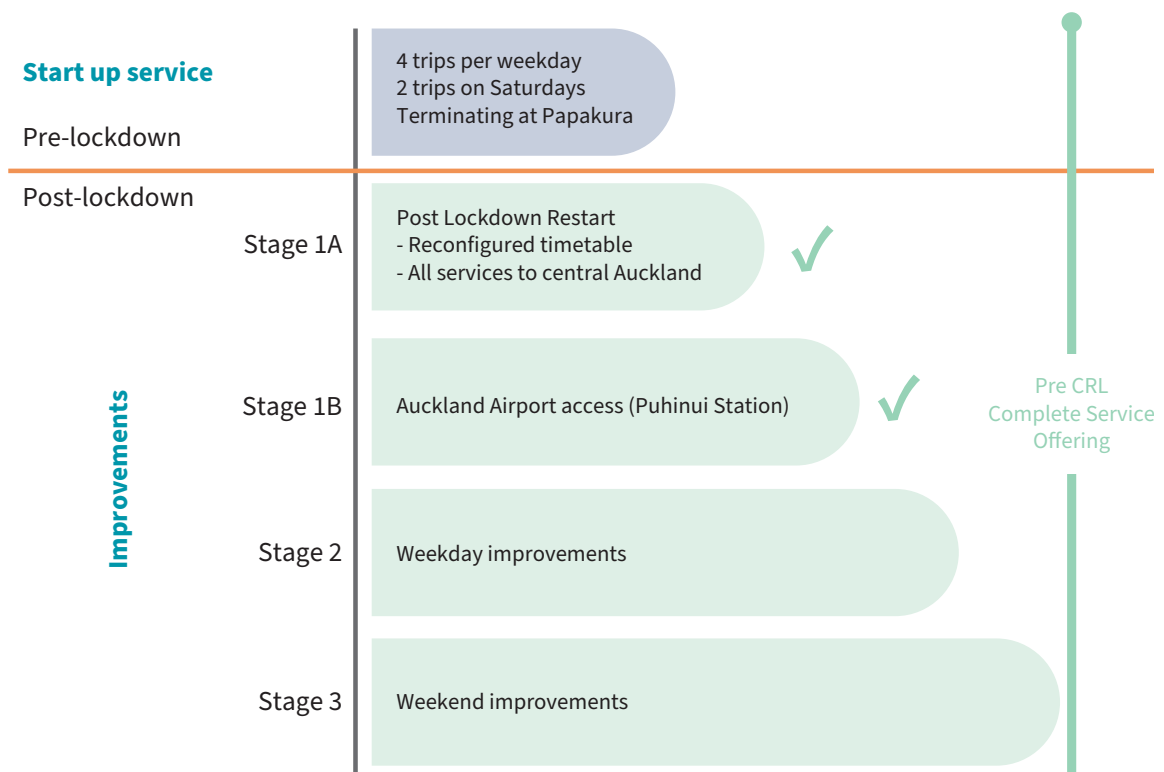 Start up service
Pre-lockdown
4 trips per weekday
2 trips on Saturdays
Terminating at Papakura
Post-lockdown
Stage 1A
Post Lockdown Restart
- Reconfigured timetable
- All services to central Auckland
Improvements
Stage 1B
Auckland Airport access (Puhinui Station)
Pre CRL
Complete Service
Offering
Stage 2
Weekday improvements
Stage 3
Weekend improvements